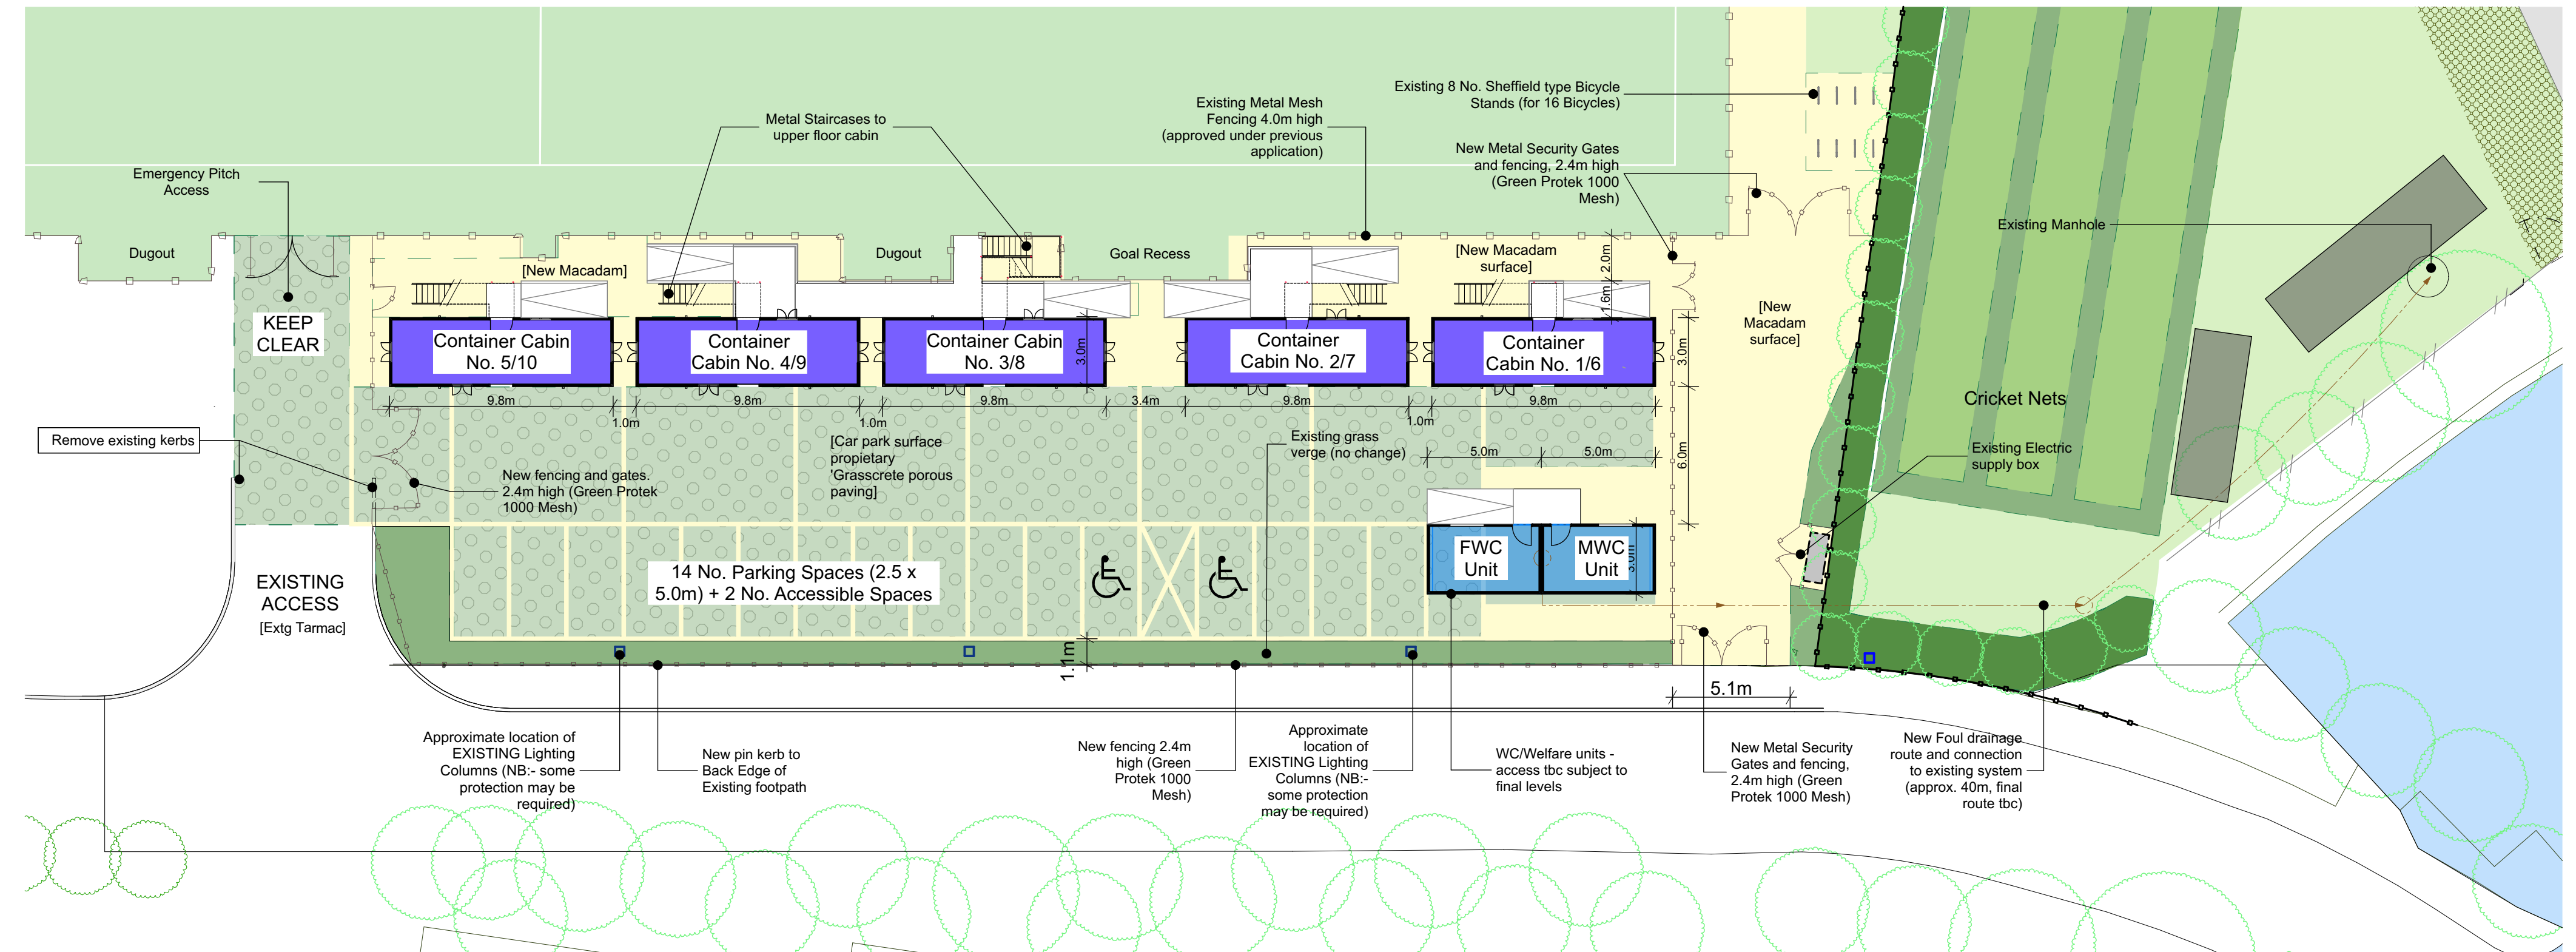 Existing 8 No. Sheffield type Bicycle
Stands (for 16 Bicycles)
Existing Metal Mesh
Fencing 4.0m high
(approved under previous
application)
Metal Staircases to
upper floor cabin
New Metal Security Gates
and fencing, 2.4m high
(Green Protek 1000
Mesh)
Emergency Pitch
Access
Existing Manhole
Dugout
Dugout
Goal Recess
[New Macadam
surface]
2.0m
[New Macadam]
1.6m
[New
Macadam
surface]
KEEP
CLEAR
Container Cabin
No. 5/10
Container
Cabin No. 4/9
Container Cabin
No. 3/8
3.0m
Container
Cabin No. 2/7
Container
Cabin No. 1/6
3.0m
Cricket Nets
9.8m
9.8m
9.8m
3.4m
9.8m
9.8m
1.0m
1.0m
1.0m
Remove existing kerbs
[Car park surface
propietary
'Grasscrete porous
paving]
Existing grass
verge (no change)
5.0m
5.0m
6.0m
Existing Electric
supply box
New fencing and gates.
2.4m high (Green Protek
1000 Mesh)
FWC
Unit
MWC
Unit
3.0m
14 No. Parking Spaces (2.5 x
5.0m) + 2 No. Accessible Spaces
EXISTING
ACCESS
[Extg Tarmac]
1.1m
5.1m
Approximate location of
EXISTING Lighting
Columns (NB:- some
protection may be
required)
New pin kerb to
Back Edge of
Existing footpath
New fencing 2.4m
high (Green
Protek 1000
Mesh)
Approximate
location of
EXISTING Lighting
Columns (NB:-
some protection
may be required)
WC/Welfare units -
access tbc subject to
final levels
New Metal Security
Gates and fencing,
2.4m high (Green
Protek 1000 Mesh)
New Foul drainage
route and connection
to existing system
(approx. 40m, final
route tbc)